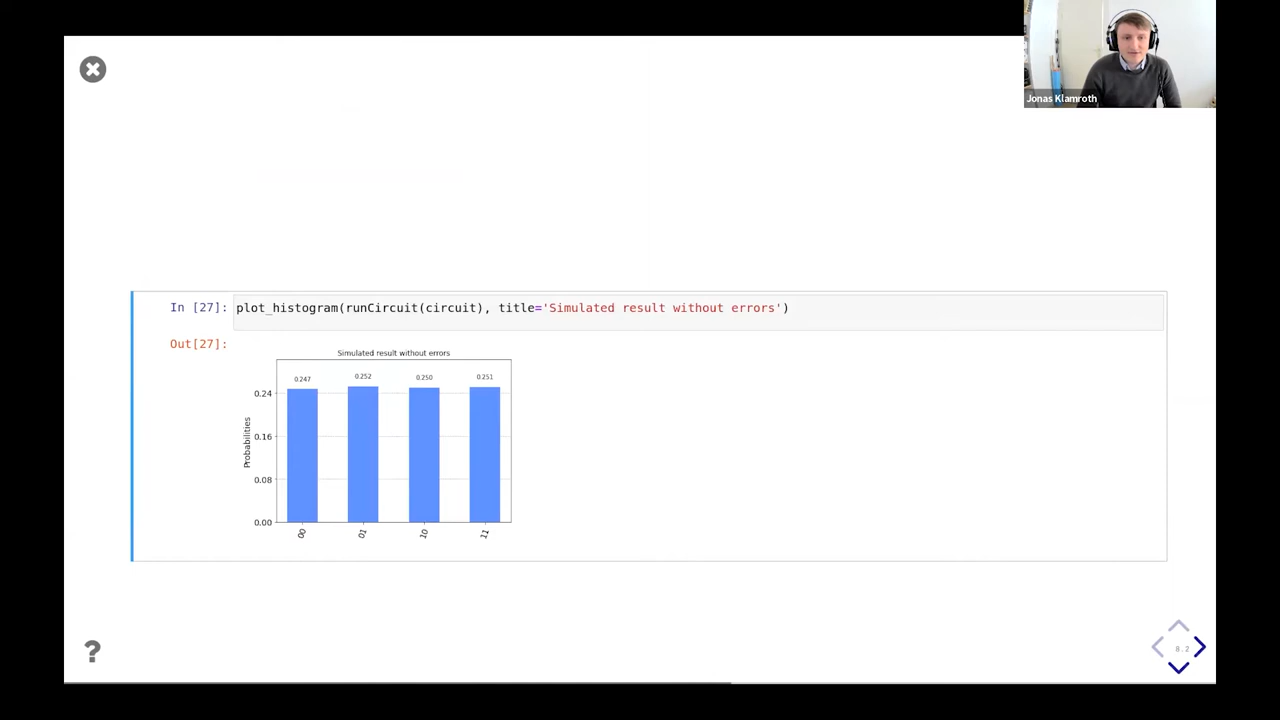 Jonas Klamroth
In [27]: plot_histogram(runCircuit(circuit), title='Simulated result without errors')
Out[27]:
Simulated result without errors
0.247 0.252 0.250 0.251
0.24
0.16
0.08
0.00
Probabilities
00 01 10 11
?
8.2